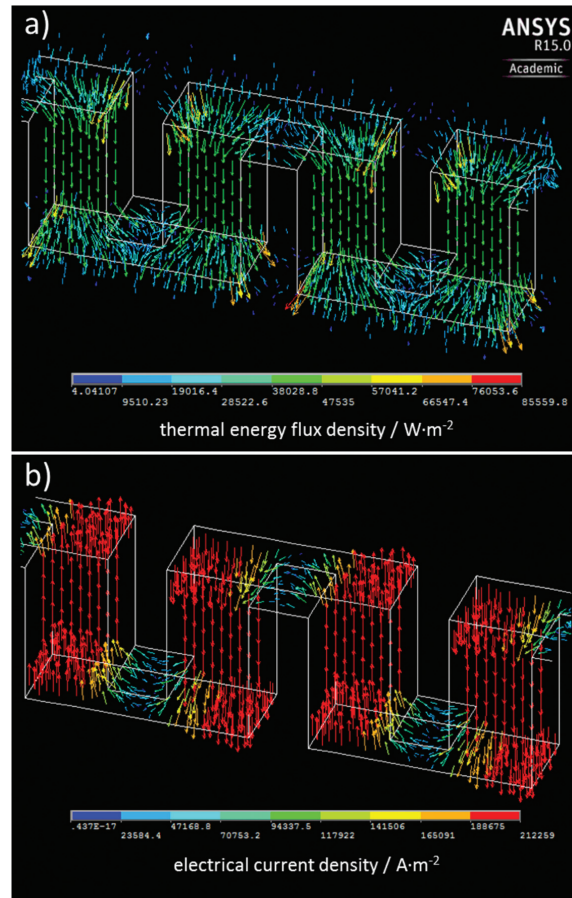 a)
ANSYS
R15.0
Academic
4.04107 19016.4 38028.8 57041.2 76053.6
9510.23 28522.6 47535 66547.4 85559.8
thermal energy flux density / W·m⁻²
b)
.437E-17 47168.8 94337.5 141506 188675
23584.4 70753.2 117922 165091 212259
electrical current density / A·m⁻²